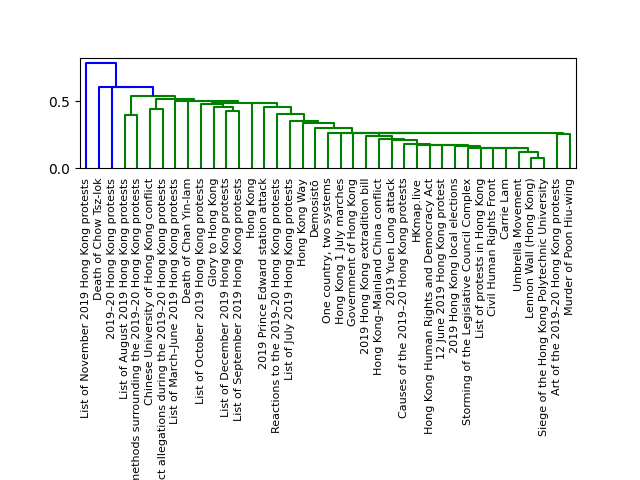 0.5
0.0
List of November 2019 Hong Kong protests
Death of Chow Tsz-lok
2019–20 Hong Kong protests
List of August 2019 Hong Kong protests
methods surrounding the 2019–20 Hong Kong protests
Chinese University of Hong Kong conflict
ct allegations during the 2019–20 Hong Kong protests
List of March–June 2019 Hong Kong protests
Death of Chan Yin-lam
List of October 2019 Hong Kong protests
Glory to Hong Kong
List of December 2019 Hong Kong protests
List of September 2019 Hong Kong protests
Hong Kong
2019 Prince Edward station attack
Reactions to the 2019–20 Hong Kong protests
List of July 2019 Hong Kong protests
Hong Kong Way
Demosistō
One country, two systems
Hong Kong 1 July marches
Government of Hong Kong
2019 Hong Kong extradition bill
Hong Kong–Mainland China conflict
2019 Yuen Long attack
Causes of the 2019–20 Hong Kong protests
HKmap.live
Hong Kong Human Rights and Democracy Act
12 June 2019 Hong Kong protest
2019 Hong Kong local elections
Storming of the Legislative Council Complex
List of protests in Hong Kong
Civil Human Rights Front
Carrie Lam
Umbrella Movement
Lennon Wall (Hong Kong)
Siege of the Hong Kong Polytechnic University
Art of the 2019–20 Hong Kong protests
Murder of Poon Hiu-wing